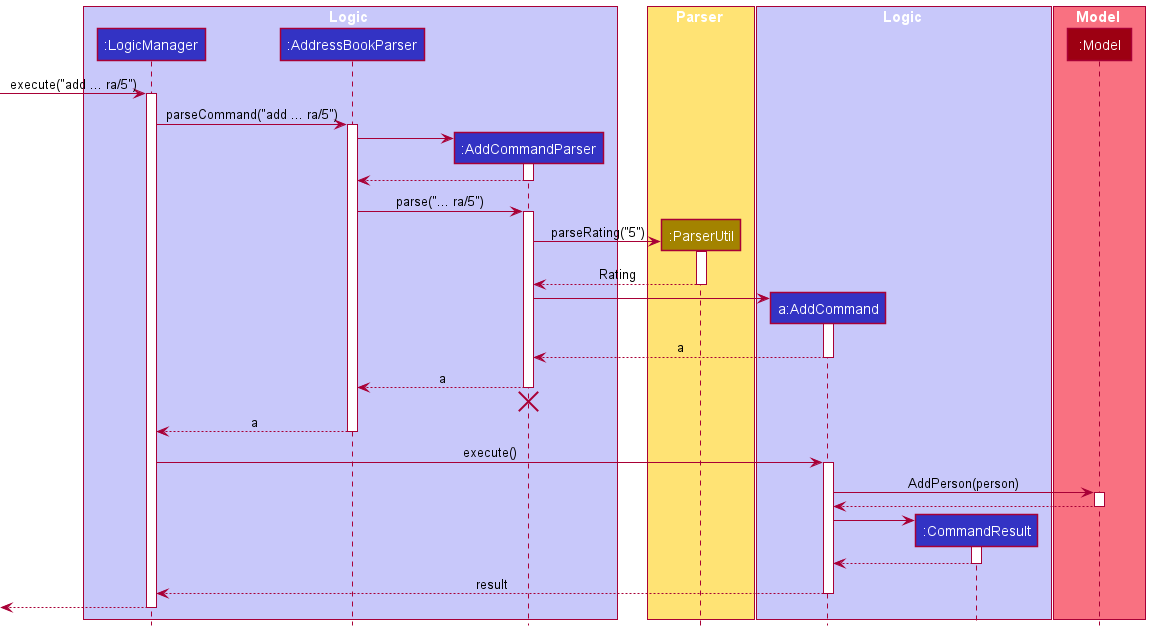 Logic
Parser
Logic
Model
:LogicManager
:AddressBookParser
:Model
execute("add ... ra/5")
parseCommand("add ... ra/5")
:AddCommandParser
parse("... ra/5")
parseRating("5")
:ParserUtil
Rating
a:AddCommand
a
a
a
execute()
AddPerson(person)
:CommandResult
result